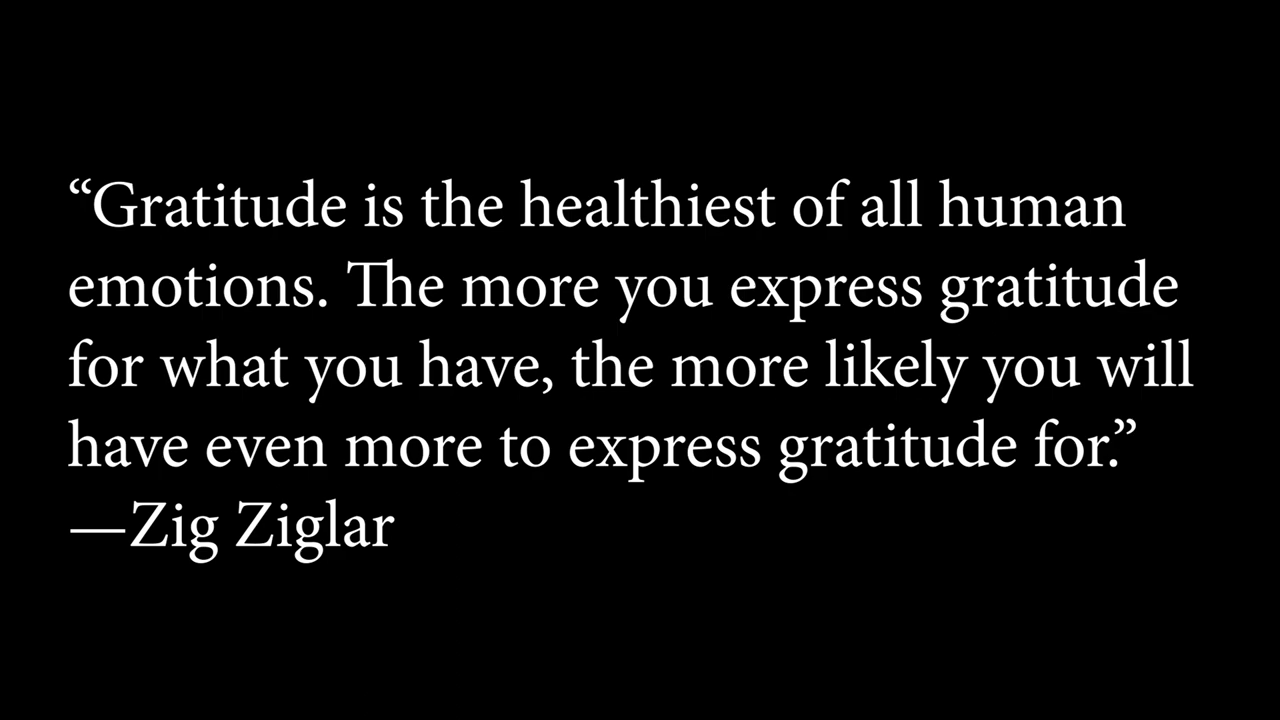 “Gratitude is the healthiest of all human
emotions. The more you express gratitude
for what you have, the more likely you will
have even more to express gratitude for.”
—Zig Ziglar